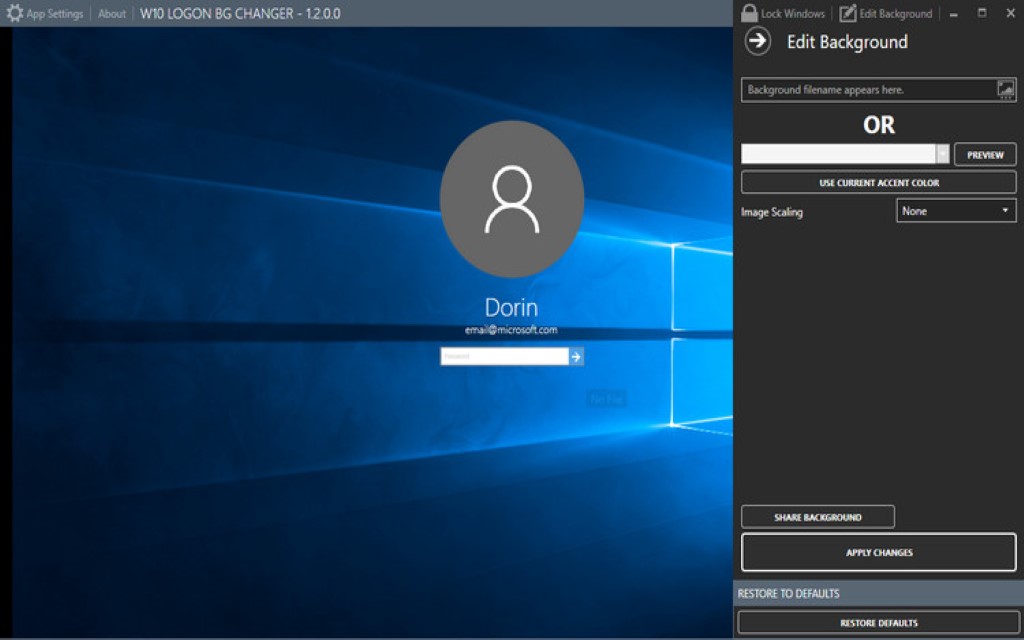 App Settings
About
W10 LOGON BG CHANGER - 1.2.0.0
Lock Windows
Edit Background
Edit Background
Background filename appears here.
OR
PREVIEW
USE CURRENT ACCENT COLOR
Image Scaling
None
Dorin
email@microsoft.com
Password
No File
SHARE BACKGROUND
APPLY CHANGES
RESTORE TO DEFAULTS
RESTORE DEFAULTS